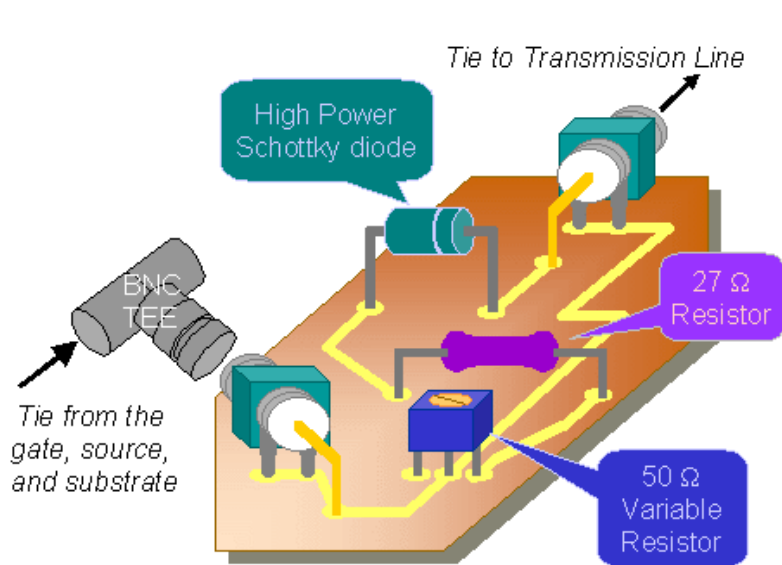 Tie to Transmission Line
High Power
Schottky diode
BNC
TEE
27 Ω
Resistor
Tie from the
gate, source,
and substrate
50 Ω
Variable
Resistor